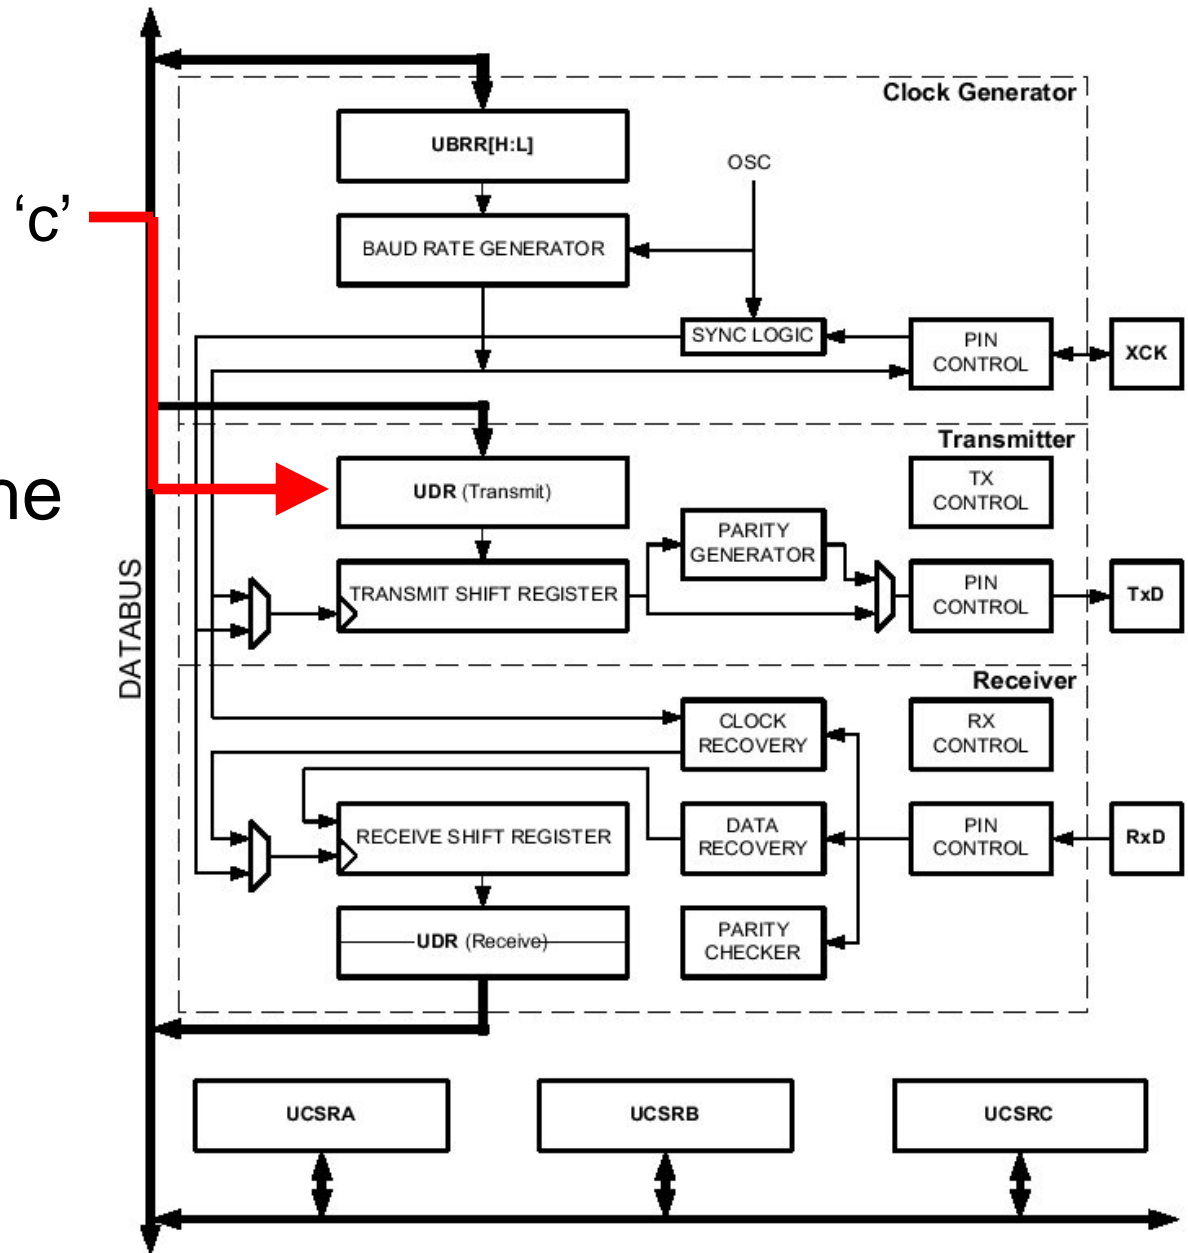 Clock Generator
UBRR[H:L]
OSC
‘c’
BAUD RATE GENERATOR
SYNC LOGIC
PIN
CONTROL
XCK
Transmitter
ne
UDR (Transmit)
TX
CONTROL
PARITY
GENERATOR
TRANSMIT SHIFT REGISTER
PIN
CONTROL
TxD
DATABUS
Receiver
CLOCK
RECOVERY
RX
CONTROL
RECEIVE SHIFT REGISTER
DATA
RECOVERY
PIN
CONTROL
RxD
UDR (Receive)
PARITY
CHECKER
UCSRA
UCSRB
UCSRC